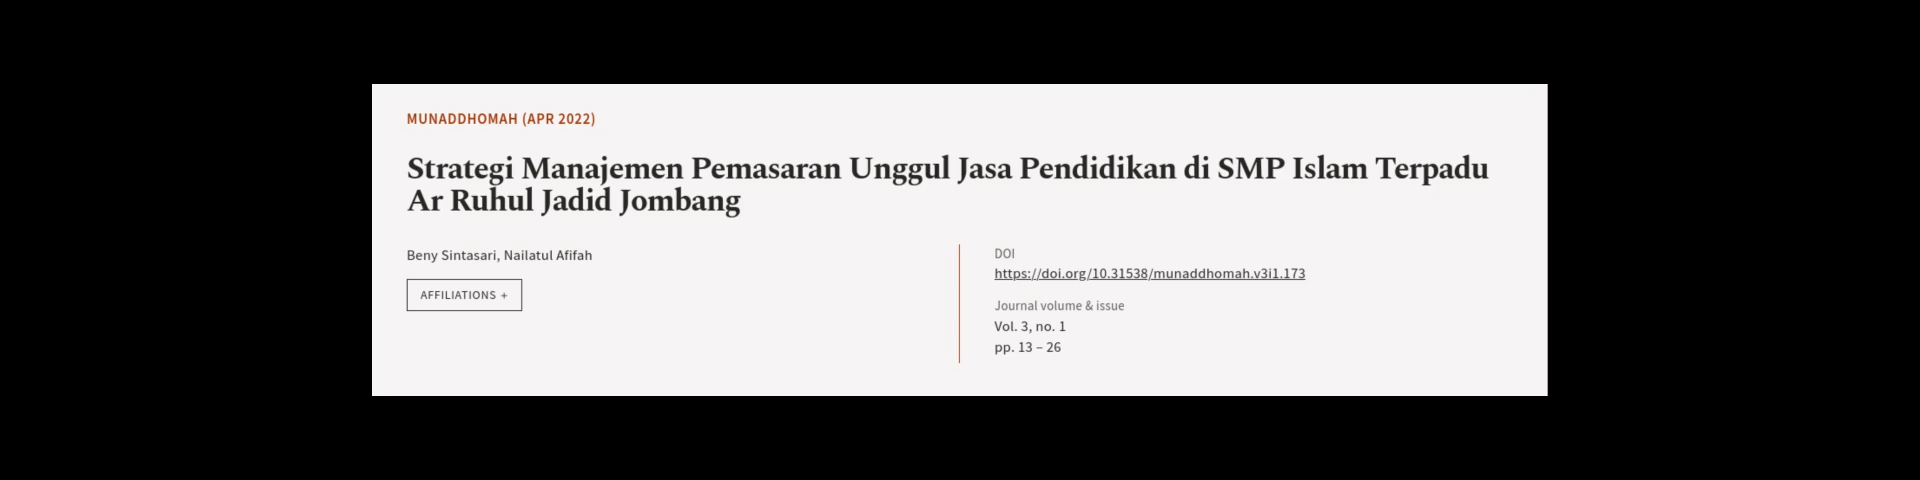 MUNADDHOMAH (APR 2022)
Strategi Manajemen Pemasaran Unggul Jasa Pendidikan di SMP Islam Terpadu
Ar Ruhul Jadid Jombang
Beny Sintasari, Nailatul Afifah
AFFILIATIONS +
DOI
https://doi.org/10.31538/munaddhomah.v3i1.173
Journal volume & issue
Vol. 3, no. 1
pp. 13 – 26